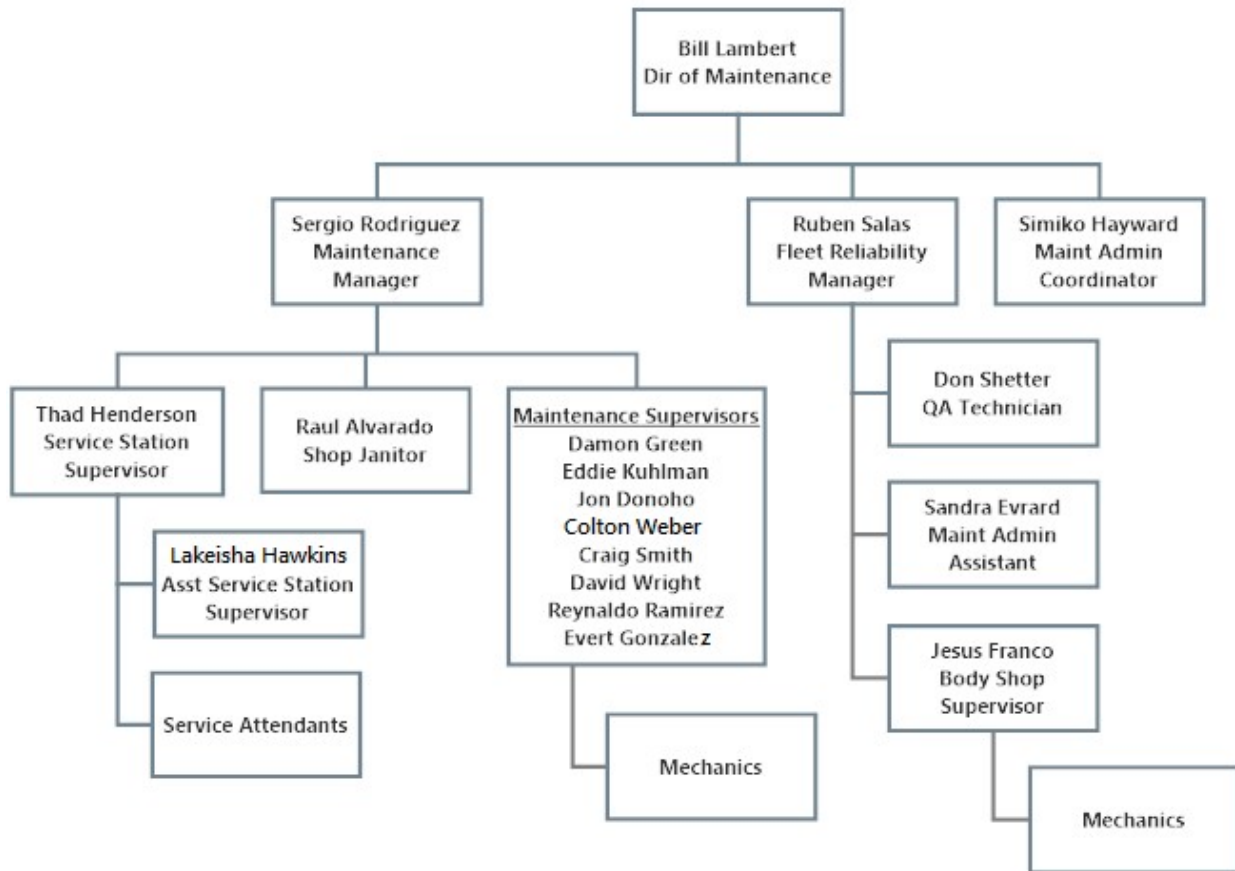 Bill Lambert
Dir of Maintenance
Sergio Rodriguez
Maintenance
Manager
Ruben Salas
Fleet Reliability
Manager
Simiko Hayward
Maint Admin
Coordinator
Thad Henderson
Service Station
Supervisor
Raul Alvarado
Shop Janitor
Maintenance Supervisors
Damon Green
Eddie Kuhlman
Jon Donoho
Colton Weber
Craig Smith
David Wright
Reynaldo Ramirez
Evert Gonzalez
Don Shetter
QA Technician
Lakeisha Hawkins
Asst Service Station
Supervisor
Sandra Evrard
Maint Admin
Assistant
Service Attendants
Mechanics
Jesus Franco
Body Shop
Supervisor
Mechanics